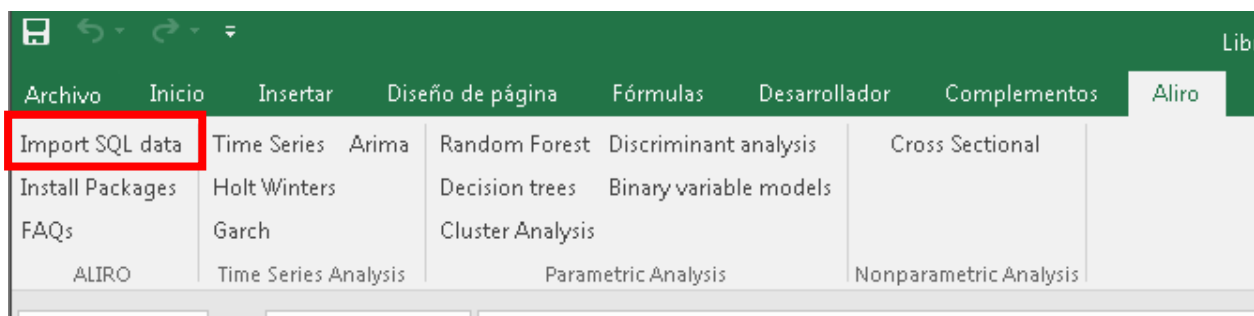 Lib
Archivo Inicio Insertar Diseño de página Fórmulas Desarrollador Complementos Aliro
Import SQL data Time Series Arima Random Forest Discriminant analysis Cross Sectional
Install Packages Holt Winters Decision trees Binary variable models
FAQs Garch Cluster Analysis
ALIRO Time Series Analysis Parametric Analysis Nonparametric Analysis